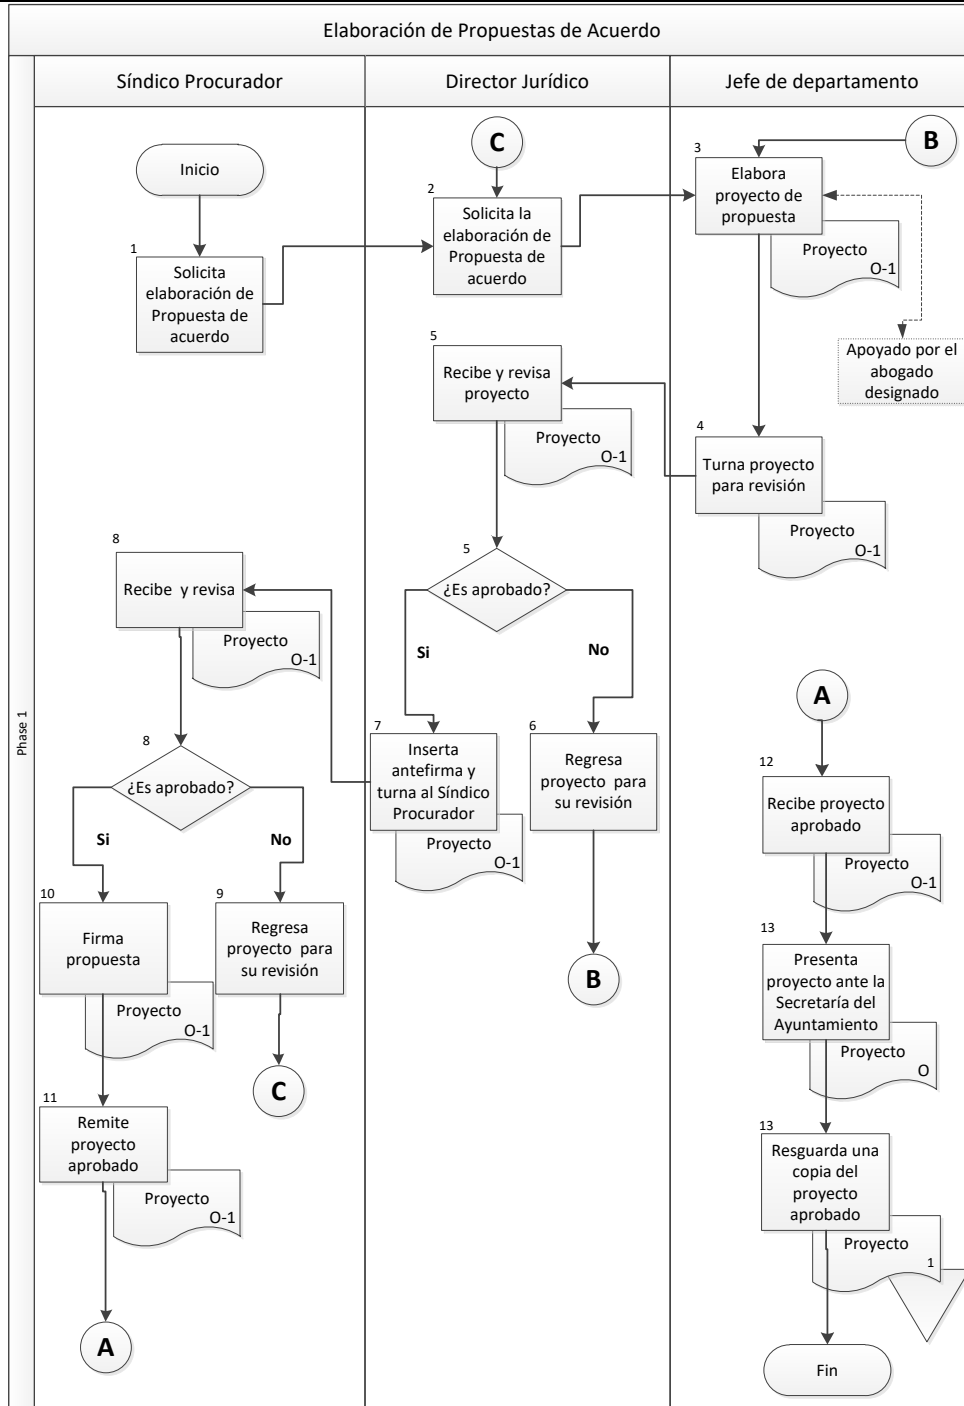 Elaboración de Propuestas de Acuerdo
Síndico Procurador
Director Jurídico
Jefe de departamento
Phase 1
Inicio
1
Solicita
elaboración de
Propuesta de
acuerdo
C
2
Solicita la
elaboración de
Propuesta de
acuerdo
B
3
Elabora
proyecto de
propuesta
Proyecto
O-1
Apoyado por el
abogado
designado
4
Turna proyecto
para revisión
Proyecto
O-1
5
Recibe y revisa
proyecto
Proyecto
O-1
5
¿Es aprobado?
Si
No
6
Regresa
proyecto para
su revisión
B
7
Inserta
antefirma y
turna al Síndico
Procurador
Proyecto
O-1
8
Recibe y revisa
Proyecto
O-1
8
¿Es aprobado?
Si
No
9
Regresa
proyecto para
su revisión
C
10
Firma
propuesta
Proyecto
O-1
11
Remite
proyecto
aprobado
Proyecto
O-1
A
A
12
Recibe proyecto
aprobado
Proyecto
O-1
13
Presenta
proyecto ante la
Secretaría del
Ayuntamiento
Proyecto
O
13
Resguarda una
copia del
proyecto
aprobado
Proyecto
1
Fin